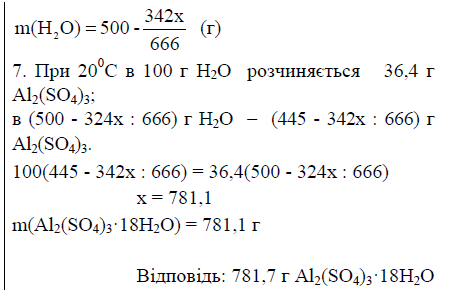 m(H₂O) = 500 - 342x/666 (г)
7. При 20⁰С в 100 г H₂O розчиняється 36,4 г
Al₂(SO₄)₃;
в (500 - 324x : 666) г H₂O – (445 - 342x : 666) г
Al₂(SO₄)₃.
100(445 - 342x : 666) = 36,4(500 - 324x : 666)
x = 781,1
m(Al₂(SO₄)₃·18H₂O) = 781,1 г
Відповідь: 781,7 г Al₂(SO₄)₃·18H₂O